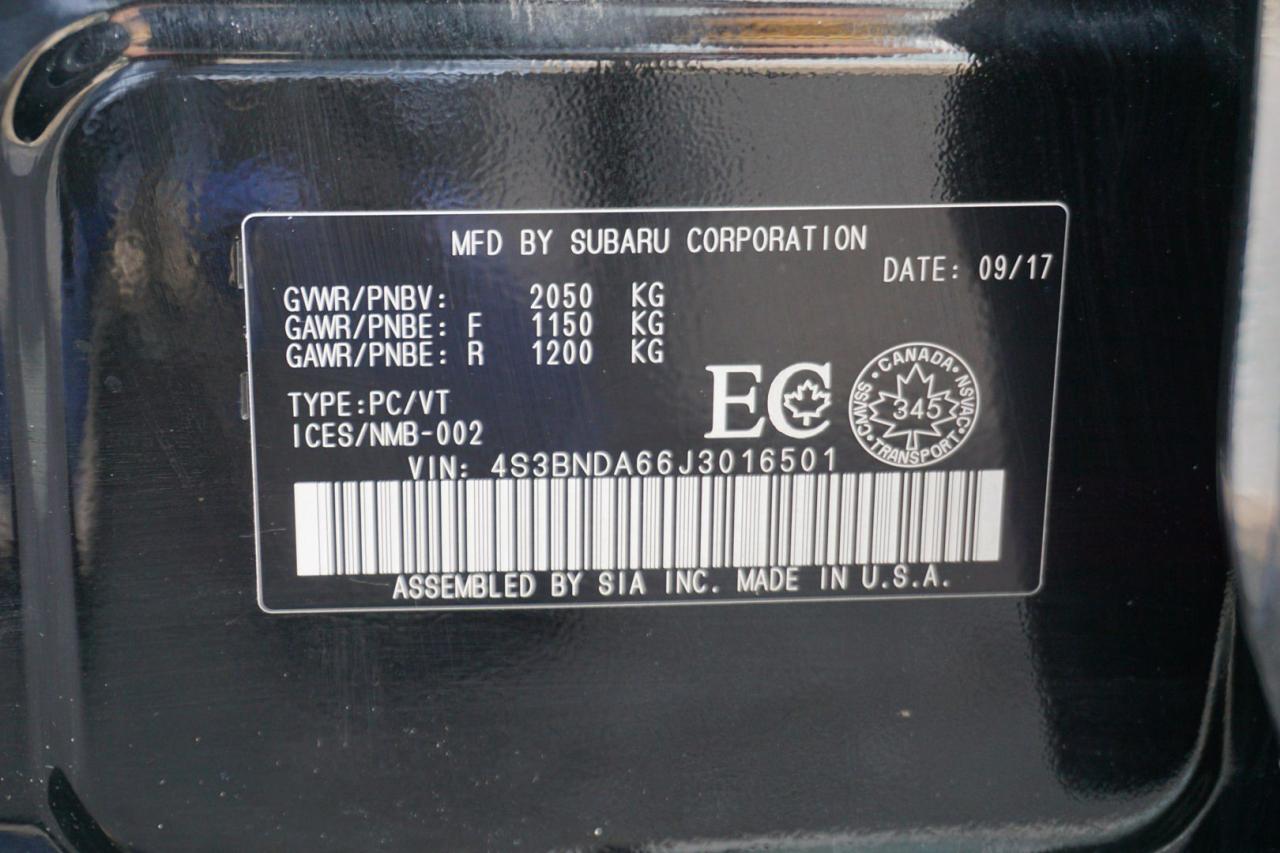 MFD BY SUBARU CORPORATION
DATE: 09/17
GVWR/PNBV: 2050 KG
GAWR/PNBE: F 1150 KG
GAWR/PNBE: R 1200 KG
TYPE:PC/VT
ICES/NMB-002
EC
CANADA · NSVAC · TRANSPORT · CMVSS ·
345
VIN: 4S3BNDA66J3016501
ASSEMBLED BY SIA INC. MADE IN U.S.A.